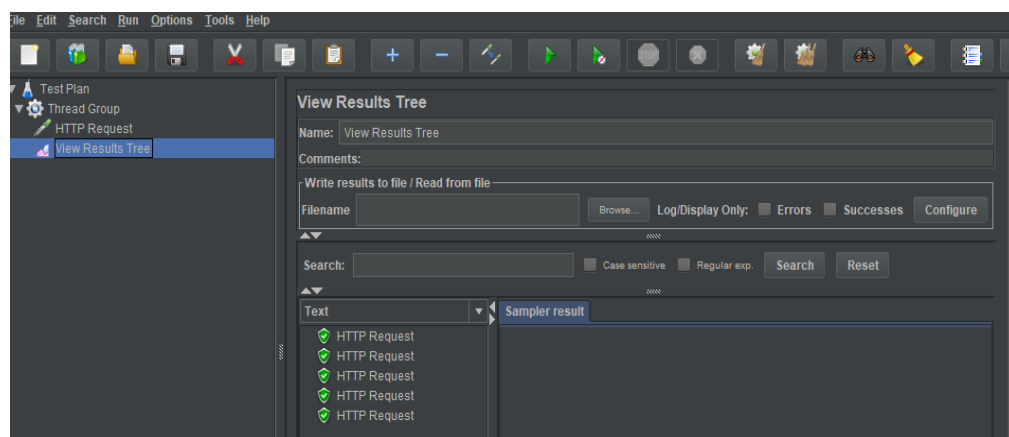 File Edit Search Run Options Tools Help
STOP
Test Plan
Thread Group
HTTP Request
View Results Tree
View Results Tree
Name: View Results Tree
Comments:
Write results to file / Read from file
Filename Browse... Log/Display Only: Errors Successes Configure
Search: Case sensitive Regular exp. Search Reset
Text Sampler result
HTTP Request
HTTP Request
HTTP Request
HTTP Request
HTTP Request